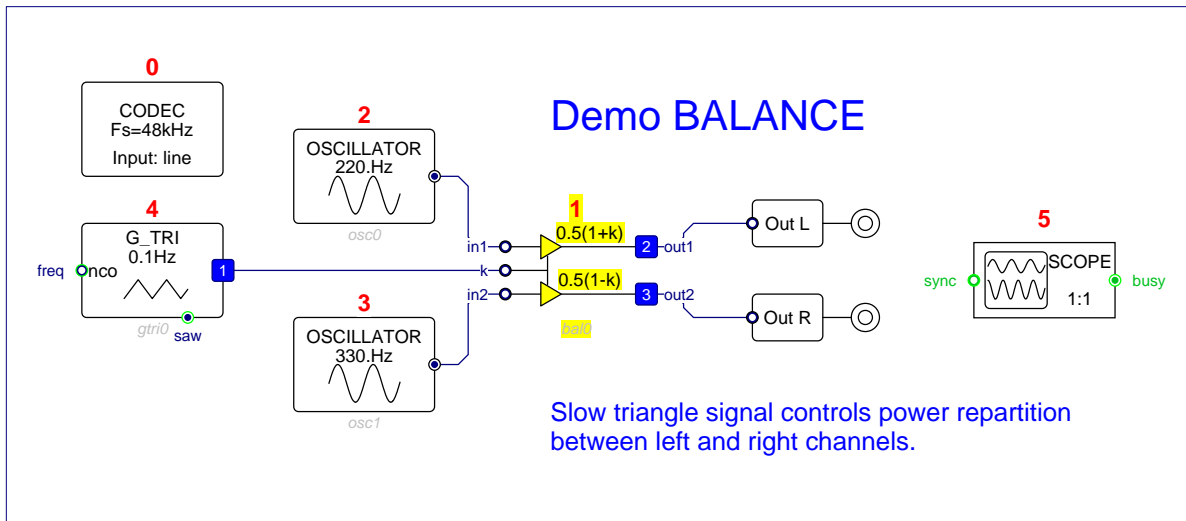 0
CODEC
Fs=48kHz
Input: line
2
OSCILLATOR
220.Hz
osc0
Demo BALANCE
4
G_TRI
0.1Hz
freq
nco
1
gtri0
saw
3
OSCILLATOR
330.Hz
osc1
1
0.5(1+k)
in1
2
out1
k
0.5(1-k)
in2
3
out2
bal0
Out L
Out R
5
SCOPE
1:1
sync
busy
Slow triangle signal controls power repartition
between left and right channels.